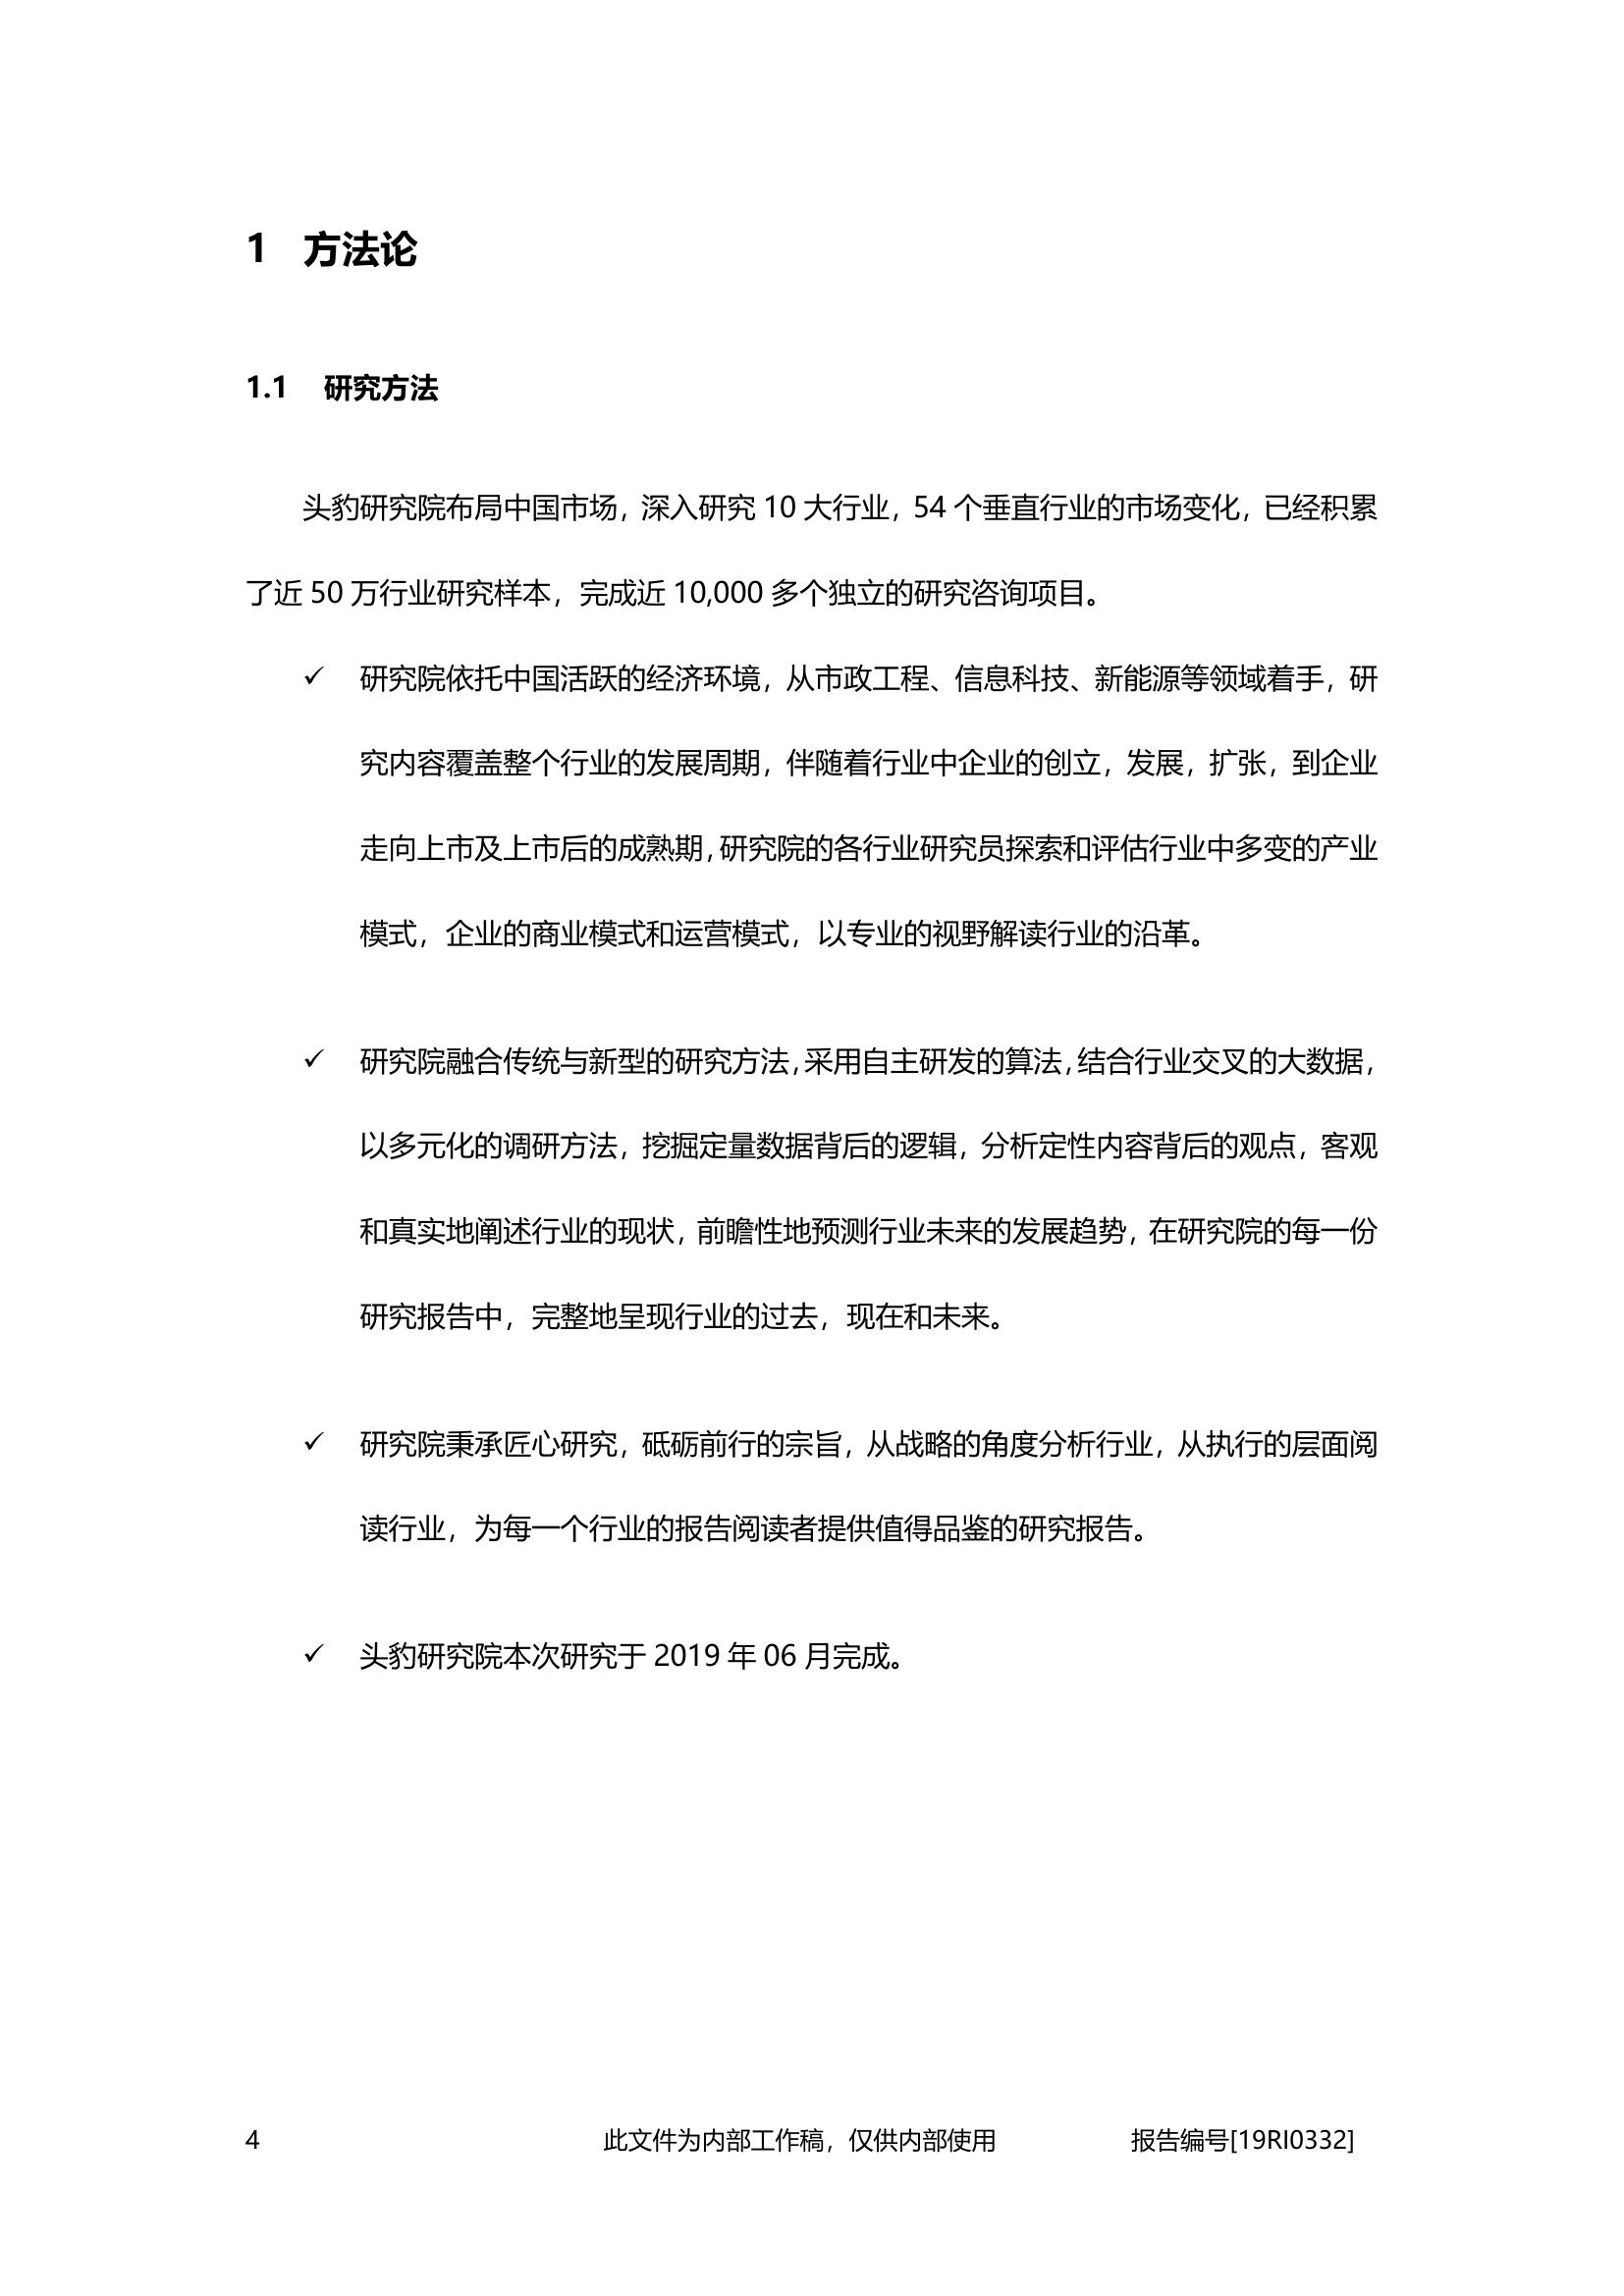 1 方法论
1.1 研究方法
头豹研究院布局中国市场，深入研究 10 大行业，54 个垂直行业的市场变化，已经积累
了近 50 万行业研究样本，完成近 10,000 多个独立的研究咨询项目。
✓ 研究院依托中国活跃的经济环境，从市政工程、信息科技、新能源等领域着手，研
究内容覆盖整个行业的发展周期，伴随着行业中企业的创立，发展，扩张，到企业
走向上市及上市后的成熟期，研究院的各行业研究员探索和评估行业中多变的产业
模式，企业的商业模式和运营模式，以专业的视野解读行业的沿革。
✓ 研究院融合传统与新型的研究方法，采用自主研发的算法，结合行业交叉的大数据，
以多元化的调研方法，挖掘定量数据背后的逻辑，分析定性内容背后的观点，客观
和真实地阐述行业的现状，前瞻性地预测行业未来的发展趋势，在研究院的每一份
研究报告中，完整地呈现行业的过去，现在和未来。
✓ 研究院秉承匠心研究，砥砺前行的宗旨，从战略的角度分析行业，从执行的层面阅
读行业，为每一个行业的报告阅读者提供值得品鉴的研究报告。
✓ 头豹研究院本次研究于 2019 年 06 月完成。
4 此文件为内部工作稿，仅供内部使用 报告编号[19RI0332]